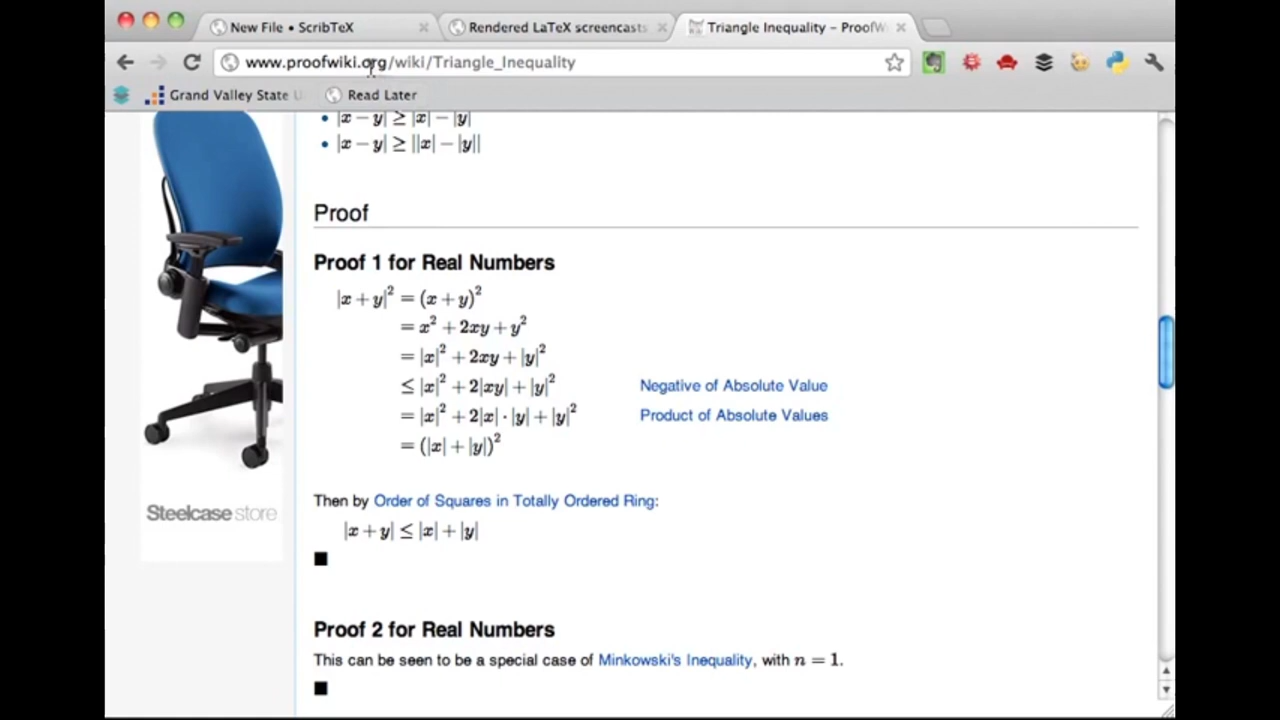 New File • ScribTeX
Rendered LaTeX screencasts
Triangle Inequality – ProofW
www.proofwiki.org/wiki/Triangle_Inequality
Grand Valley State U
Read Later
• |x − y| ≥ |x| − |y|
• |x − y| ≥ ||x| − |y||
Proof
Proof 1 for Real Numbers
|x + y|² = (x + y)²
= x² + 2xy + y²
= |x|² + 2xy + |y|²
≤ |x|² + 2|xy| + |y|² Negative of Absolute Value
= |x|² + 2|x| · |y| + |y|² Product of Absolute Values
= (|x| + |y|)²
Steelcase store
Then by Order of Squares in Totally Ordered Ring:
|x + y| ≤ |x| + |y|
■
Proof 2 for Real Numbers
This can be seen to be a special case of Minkowski's Inequality, with n = 1.
■